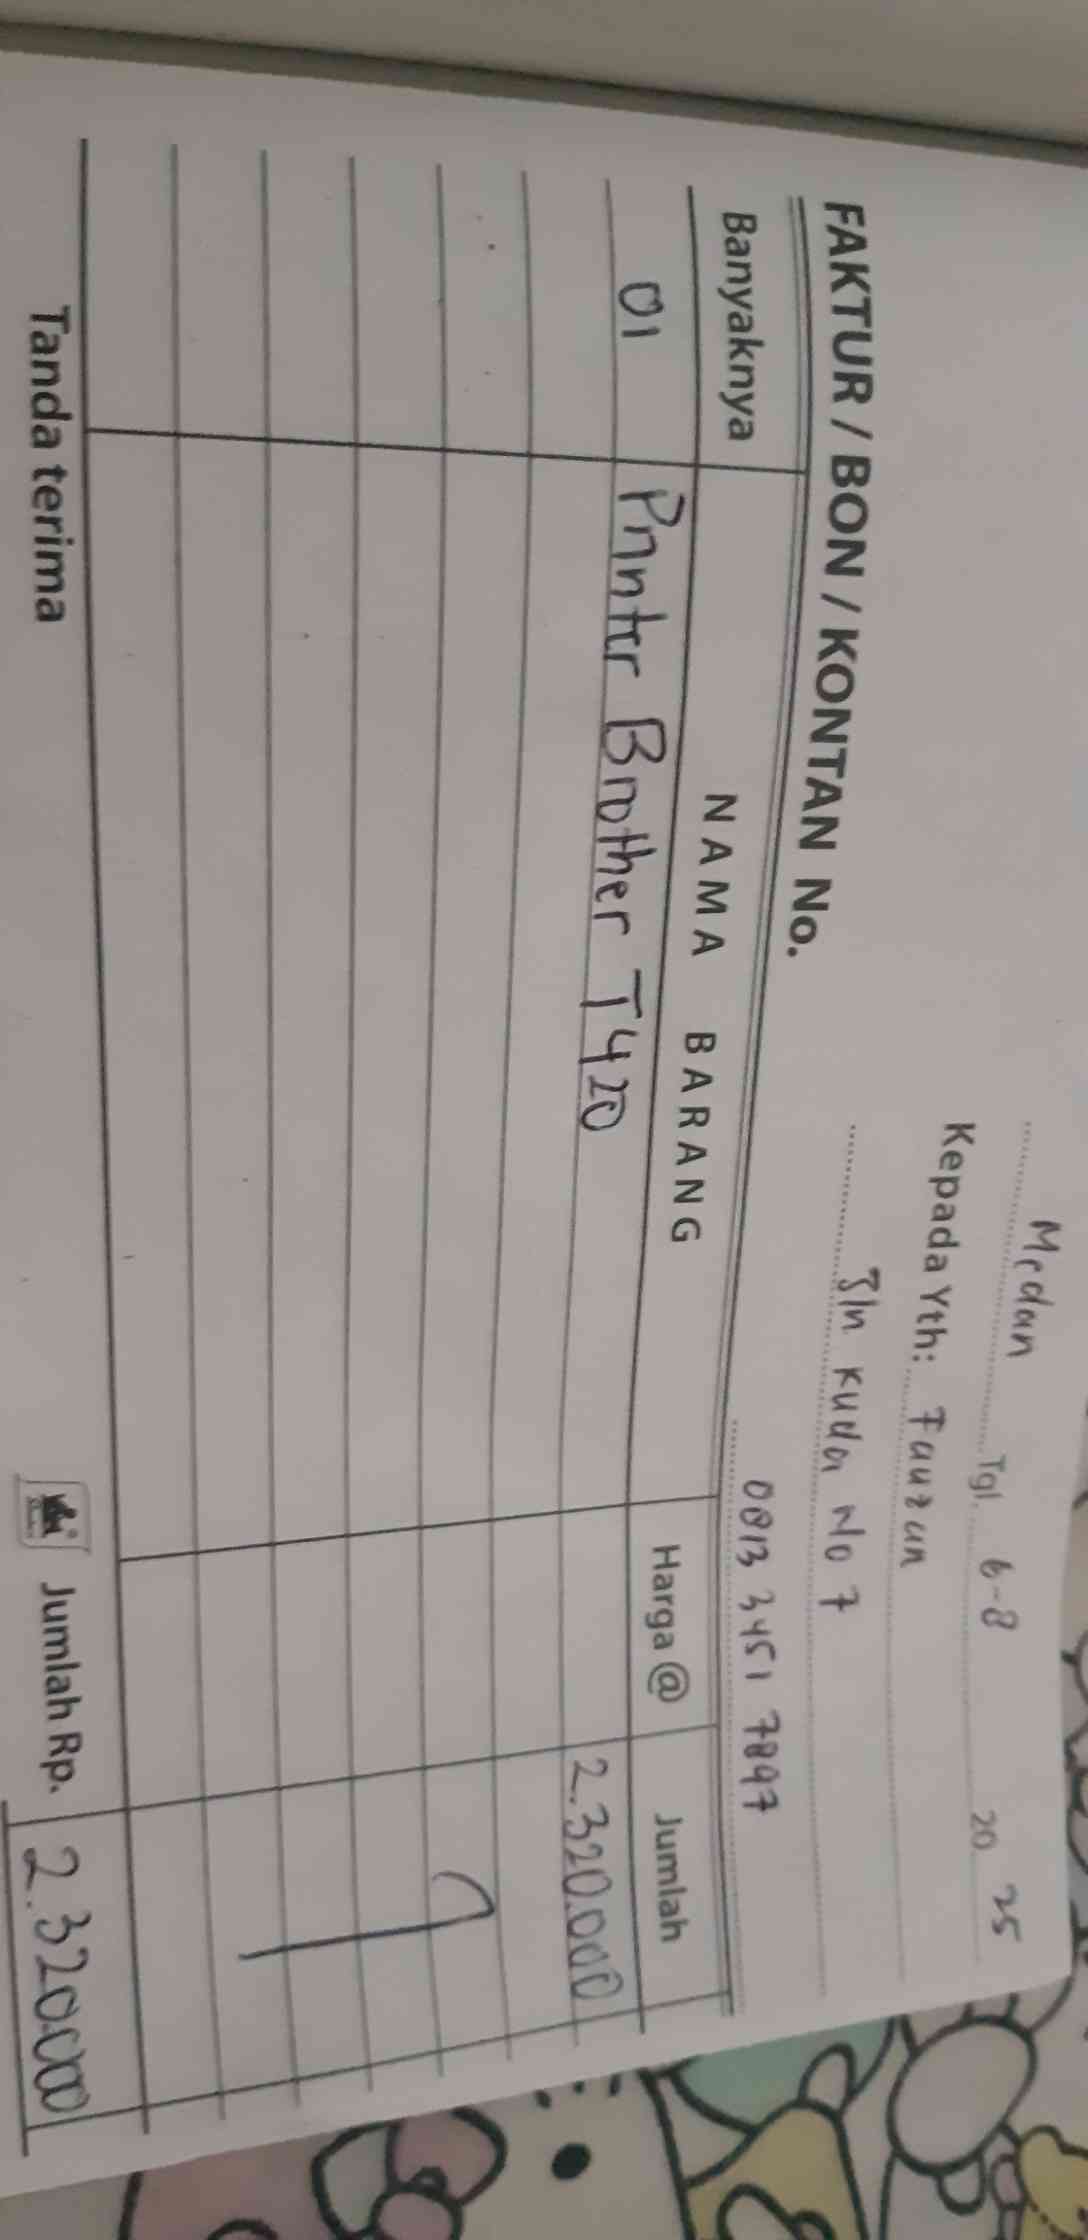 Medan Tgl. 6-8 20 25
Kepada Yth: Fauzan
Jln Kuda No 7
0813 3451 7897
FAKTUR / BON / KONTAN No.
Banyaknya NAMA BARANG Harga @ Jumlah
01 Printer Brother T420 2.320.000
Tanda terima Jumlah Rp. 2.320.000